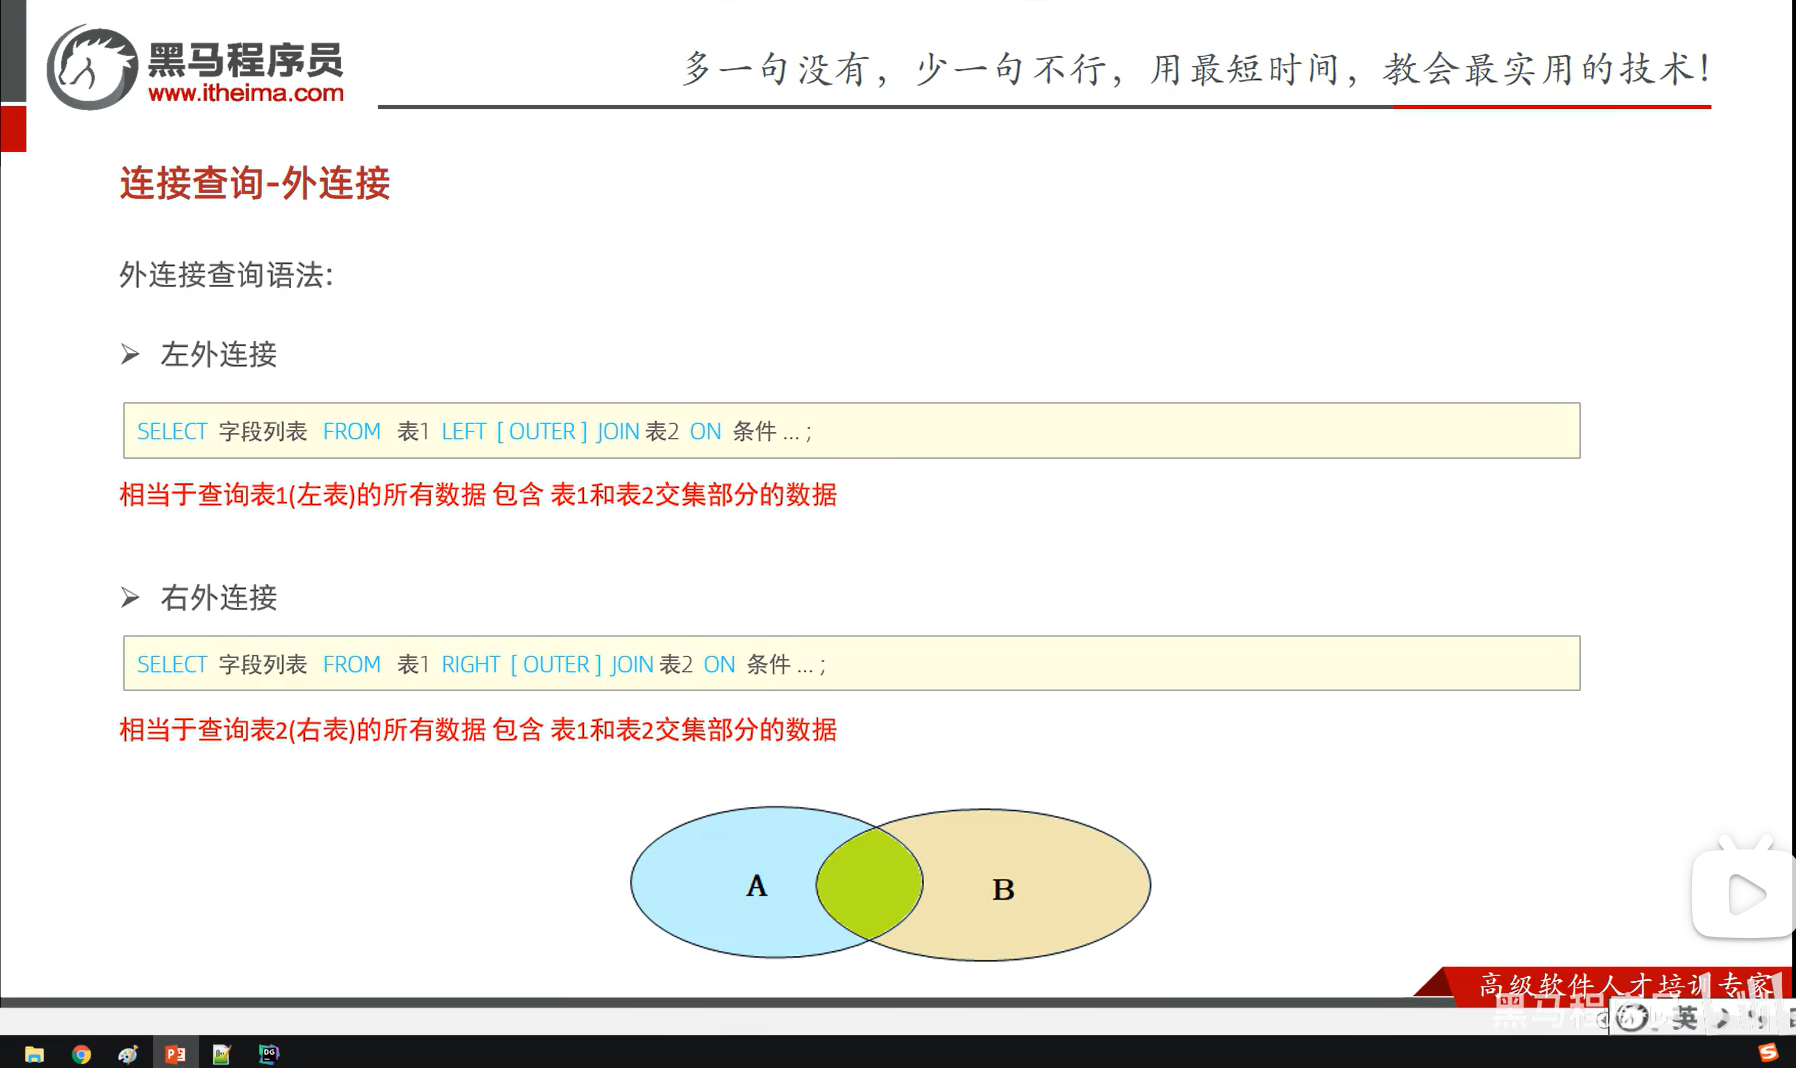 黑马程序员
www.itheima.com
多一句没有，少一句不行，用最短时间，教会最实用的技术！
连接查询-外连接
外连接查询语法:
➢ 左外连接
SELECT 字段列表 FROM 表1 LEFT [ OUTER ] JOIN 表2 ON 条件 ... ;
相当于查询表1(左表)的所有数据 包含 表1和表2交集部分的数据
➢ 右外连接
SELECT 字段列表 FROM 表1 RIGHT [ OUTER ] JOIN 表2 ON 条件 ... ;
相当于查询表2(右表)的所有数据 包含 表1和表2交集部分的数据
A
B
高级软件人才培训专家
黑马程序员
英